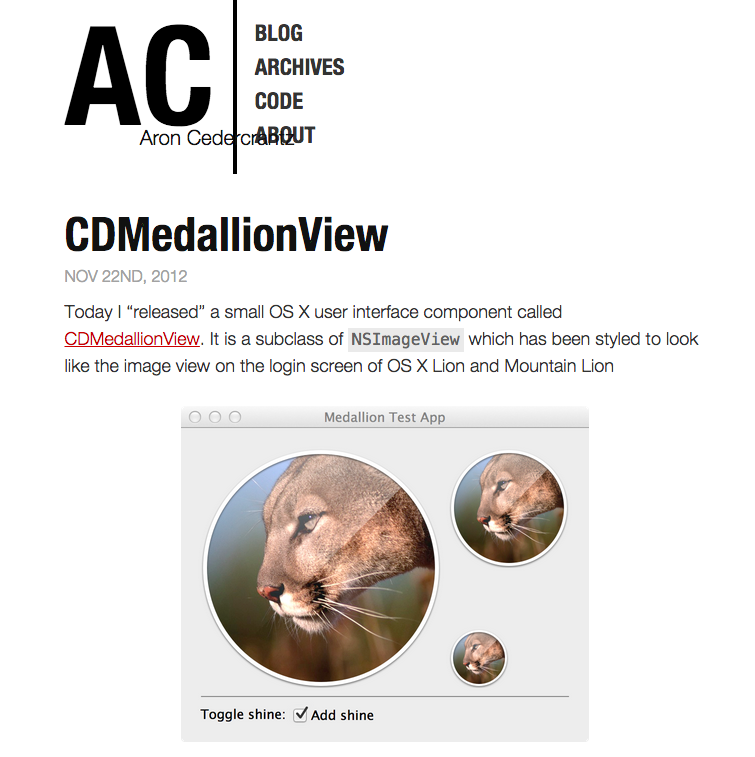 AC
Aron Cedercrantz
BLOG
ARCHIVES
CODE
ABOUT
CDMedallionView
NOV 22ND, 2012
Today I “released” a small OS X user interface component called
CDMedallionView. It is a subclass of NSImageView which has been styled to look
like the image view on the login screen of OS X Lion and Mountain Lion
Medallion Test App
Toggle shine: Add shine